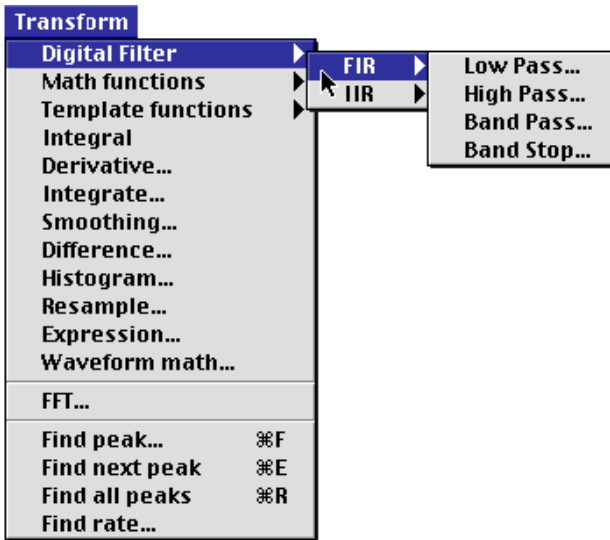 Transform
Digital Filter
Math functions
Template functions
Integral
Derivative...
Integrate...
Smoothing...
Difference...
Histogram...
Resample...
Expression...
Waveform math...
FFT...
Find peak... ⌘F
Find next peak ⌘E
Find all peaks ⌘R
Find rate...
FIR
IIR
Low Pass...
High Pass...
Band Pass...
Band Stop...